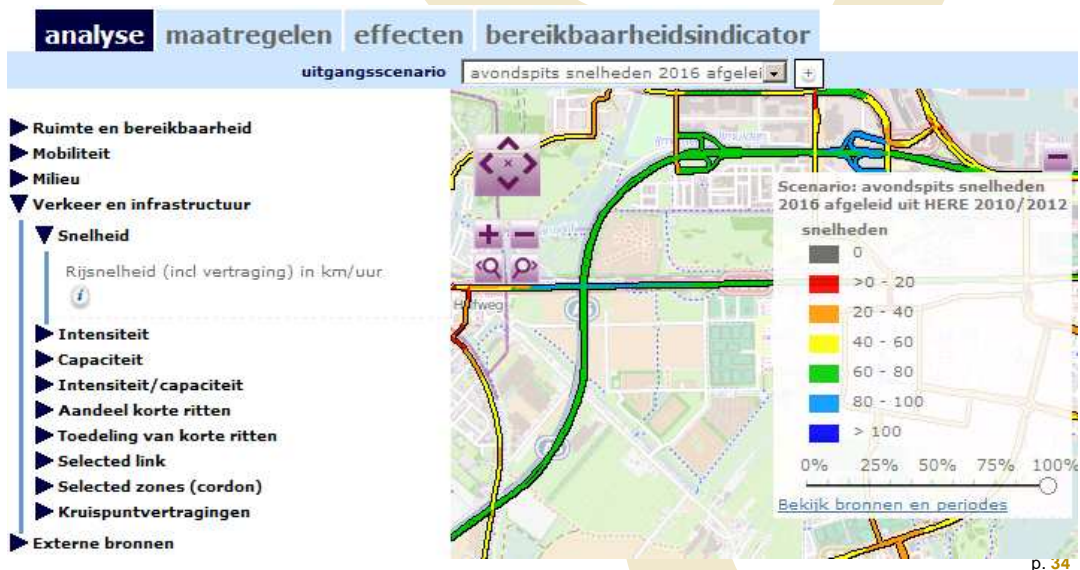 analyse maatregelen effecten bereikbaarheidsindicator
uitgangsscenario avondspits snelheden 2016 afgelei
Ruimte en bereikbaarheid
Mobiliteit
Milieu
Verkeer en infrastructuur
Snelheid
Rijsnelheid (incl vertraging) in km/uur
i
Intensiteit
Capaciteit
Intensiteit/capaciteit
Aandeel korte ritten
Toedeling van korte ritten
Selected link
Selected zones (cordon)
Kruispuntvertragingen
Externe bronnen
Scenario: avondspits snelheden
2016 afgeleid uit HERE 2010/2012
snelheden
0
>0 - 20
20 - 40
40 - 60
60 - 80
80 - 100
> 100
0% 25% 50% 75% 100%
Bekijk bronnen en periodes
p. 34